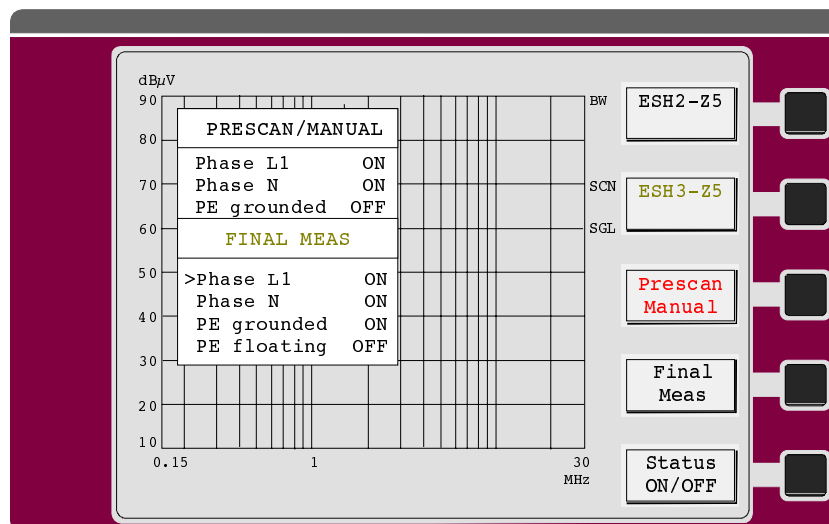 dBµV
90
80
70
60
50
40
30
20
10
0.15
1
30
MHz
BW
SCN
SGL
PRESCAN/MANUAL
Phase L1 ON
Phase N ON
PE grounded OFF
FINAL MEAS
>Phase L1 ON
Phase N ON
PE grounded ON
PE floating OFF
ESH2-Z5
ESH3-Z5
Prescan
Manual
Final
Meas
Status
ON/OFF